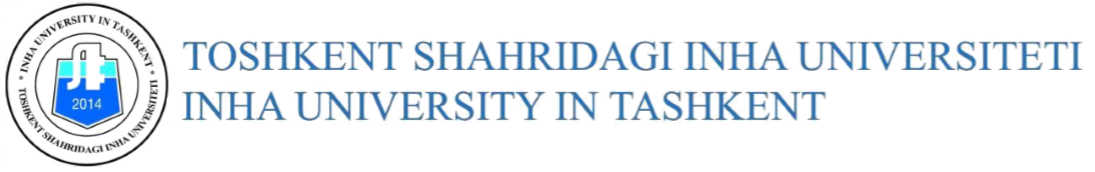 INHA UNIVERSITY IN TASHKENT
* TOSHKENT SHAHRIDAGI INHA UNIVERSITETI *
2014
TOSHKENT SHAHRIDAGI INHA UNIVERSITETI
INHA UNIVERSITY IN TASHKENT